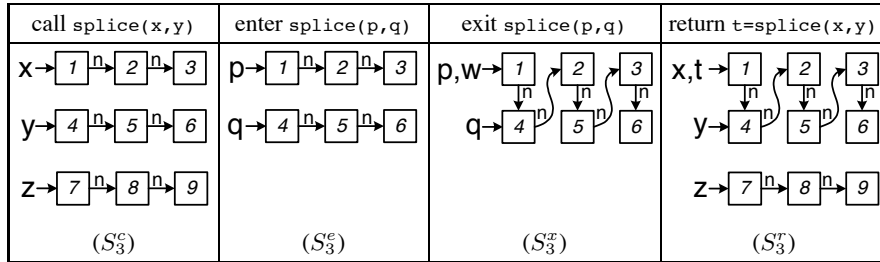 call splice(x,y) enter splice(p,q) exit splice(p,q) return t=splice(x,y)
x 1 n 2 n 3 p 1 n 2 n 3 p,w 1 2 3 x,t 1 2 3
n n n n n n
y 4 n 5 n 6 q 4 n 5 n 6 q 4 n 5 n 6 y 4 n 5 n 6
z 7 n 8 n 9 z 7 n 8 n 9
(S₃ᶜ) (S₃ᵉ) (S₃ˣ) (S₃ʳ)